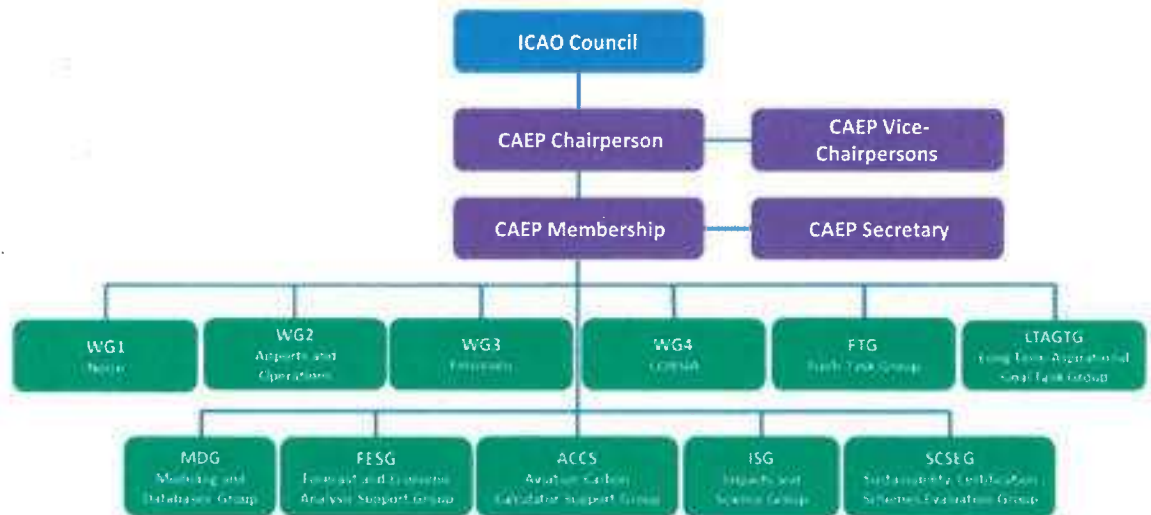 ICAO Council
CAEP Chairperson
CAEP Vice-
Chairpersons
CAEP Membership
CAEP Secretary
WG1
Noise
WG2
Airports and
Operations
WG3
Emissions
WG4
CORSIA
FTG
Fuels Task Group
LTAGTG
Long Term Aspirational
Goal Task Group
MDG
Modelling and
Databases Group
FESG
Forecast and Economic
Analysis Support Group
ACCS
Aviation Carbon
Calculator Support Group
ISG
Impacts and
Science Group
SCSEG
Sustainability Certification
Schemes Evaluation Group